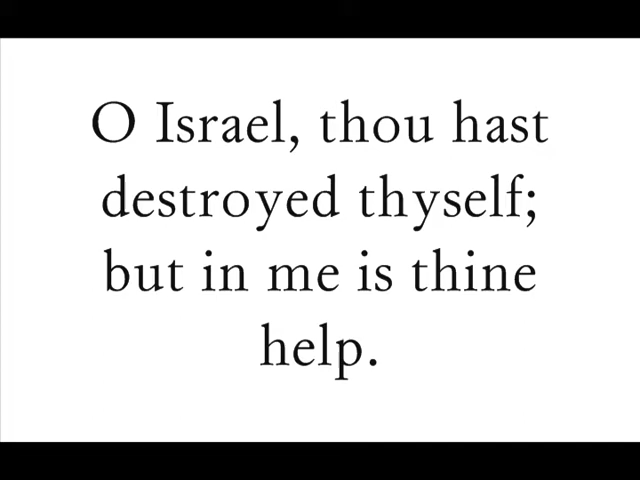 O Israel, thou hast
destroyed thyself;
but in me is thine
help.